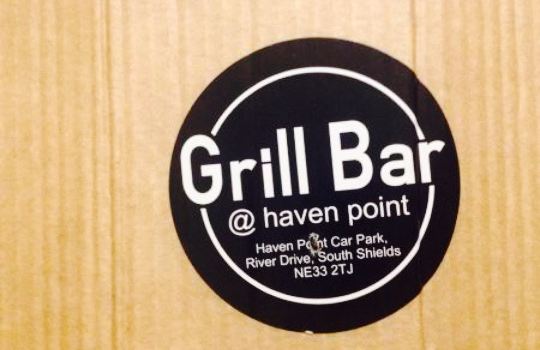 Grill Bar
@ haven point
Haven Point Car Park,
River Drive, South Shields
NE33 2TJ